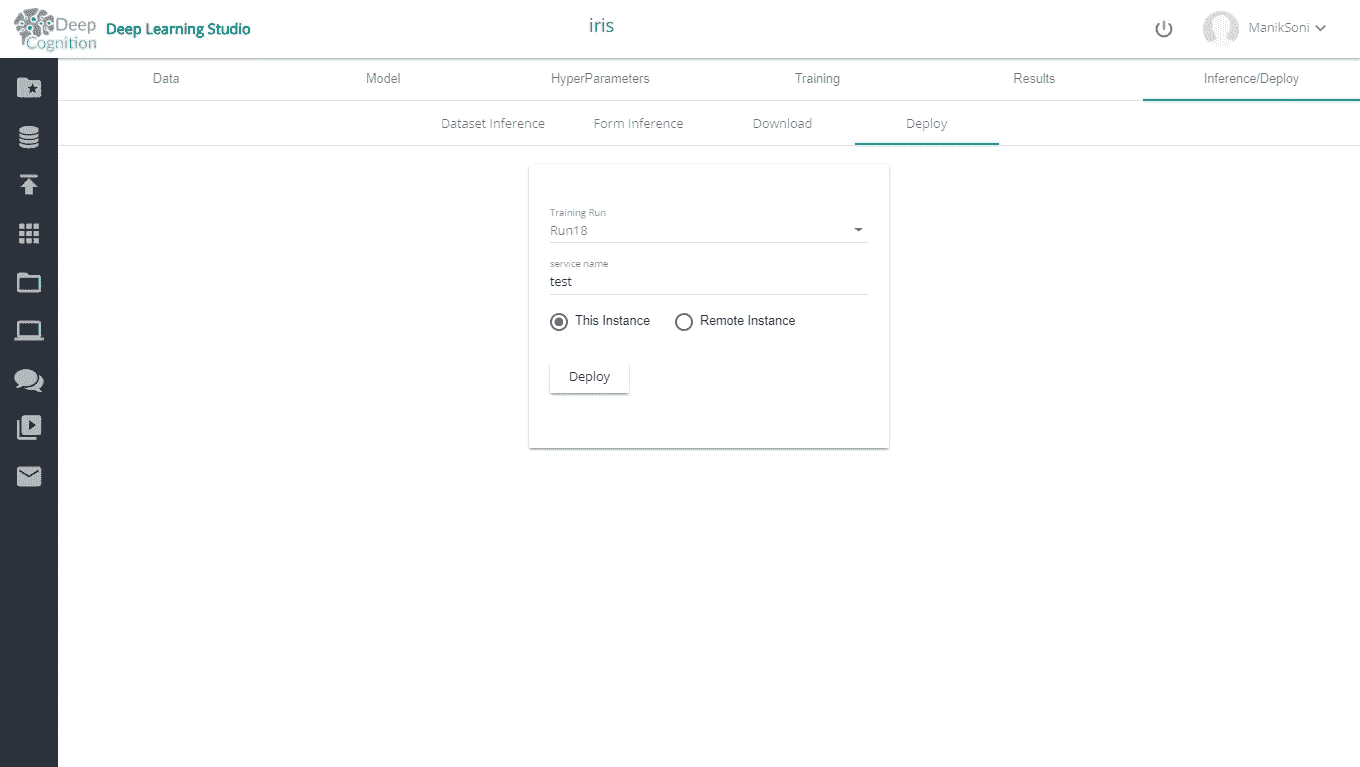 Deep
Cognition
Deep Learning Studio
iris
ManikSoni
Data
Model
HyperParameters
Training
Results
Inference/Deploy
Dataset Inference
Form Inference
Download
Deploy
Training Run
Run18
service name
test
This Instance
Remote Instance
Deploy